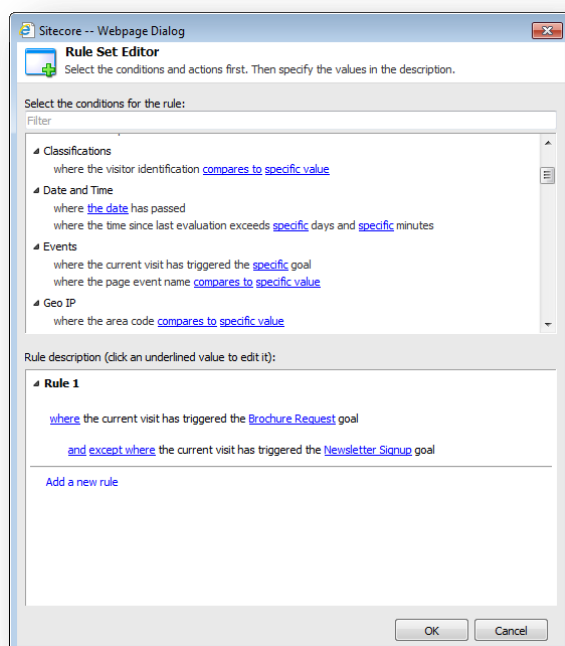 Sitecore -- Webpage Dialog
Rule Set Editor
Select the conditions and actions first. Then specify the values in the description.
Select the conditions for the rule:
Filter
Classifications
where the visitor identification compares to specific value
Date and Time
where the date has passed
where the time since last evaluation exceeds specific days and specific minutes
Events
where the current visit has triggered the specific goal
where the page event name compares to specific value
Geo IP
where the area code compares to specific value
Rule description (click an underlined value to edit it):
Rule 1
where the current visit has triggered the Brochure Request goal
and except where the current visit has triggered the Newsletter Signup goal
Add a new rule
OK Cancel